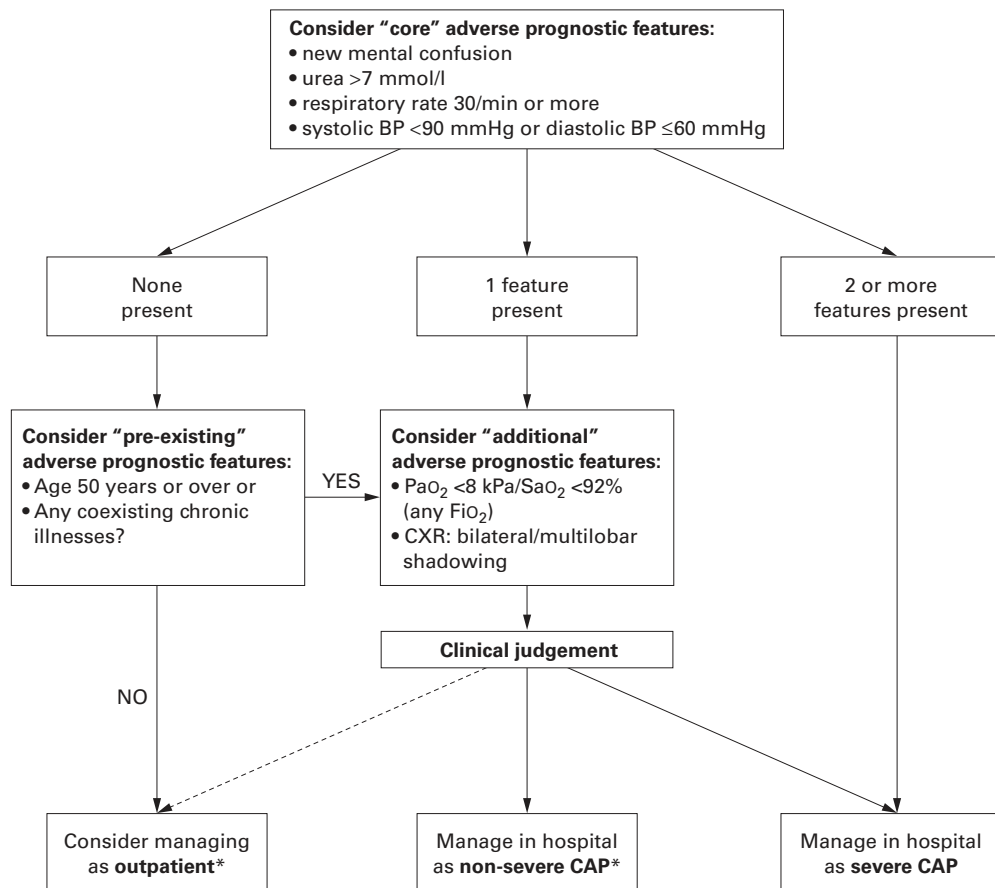 Consider “core” adverse prognostic features:
• new mental confusion
• urea >7 mmol/l
• respiratory rate 30/min or more
• systolic BP <90 mmHg or diastolic BP ≤60 mmHg
None
present
1 feature
present
2 or more
features present
Consider “pre-existing”
adverse prognostic features:
• Age 50 years or over or
• Any coexisting chronic
illnesses?
YES
Consider “additional”
adverse prognostic features:
• PaO₂ <8 kPa/SaO₂ <92%
(any FiO₂)
• CXR: bilateral/multilobar
shadowing
Clinical judgement
NO
Consider managing
as outpatient*
Manage in hospital
as non-severe CAP*
Manage in hospital
as severe CAP